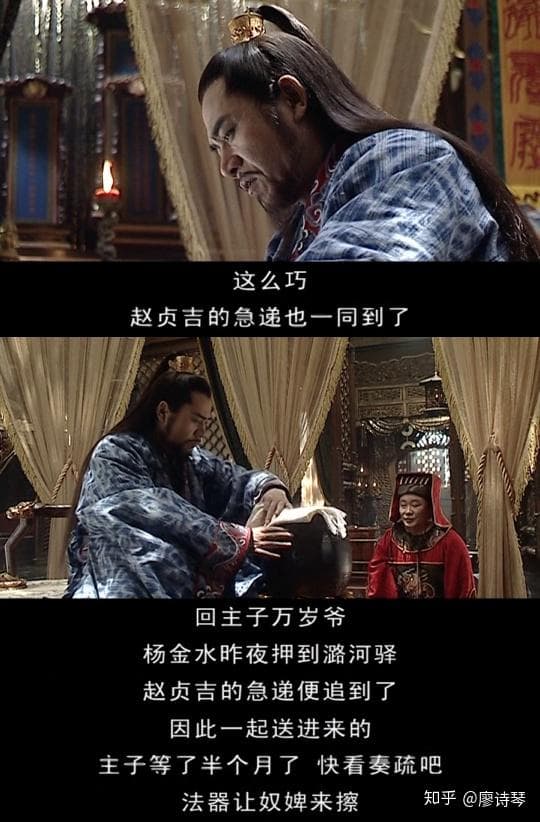 这么巧
赵贞吉的急递也一同到了
回主子万岁爷
杨金水昨夜押到潞河驿
赵贞吉的急递便追到了
因此一起送进来的
主子等了半个月了 快看奏疏吧
法器让奴婢来擦
知乎 @廖诗琴